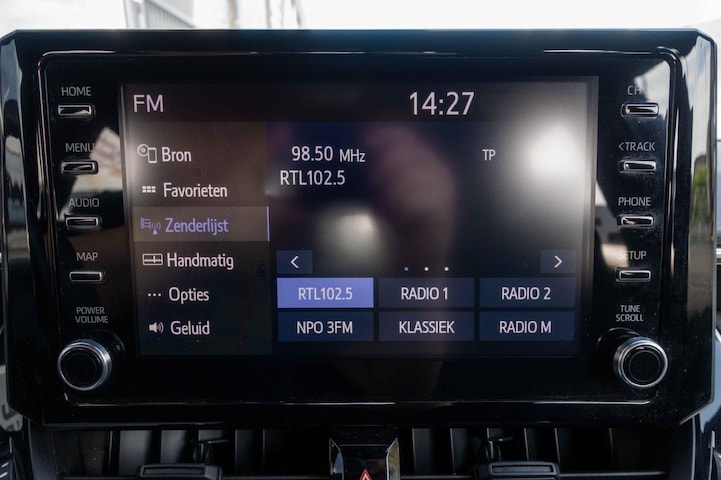 FM 14:27
HOME
MENU
AUDIO
MAP
POWER
VOLUME
Bron
Favorieten
Zenderlijst
Handmatig
Opties
Geluid
98.50 MHz TP
RTL102.5
RTL102.5 RADIO 1 RADIO 2
NPO 3FM KLASSIEK RADIO M
CH
<TRACK
PHONE
SETUP
TUNE
SCROLL